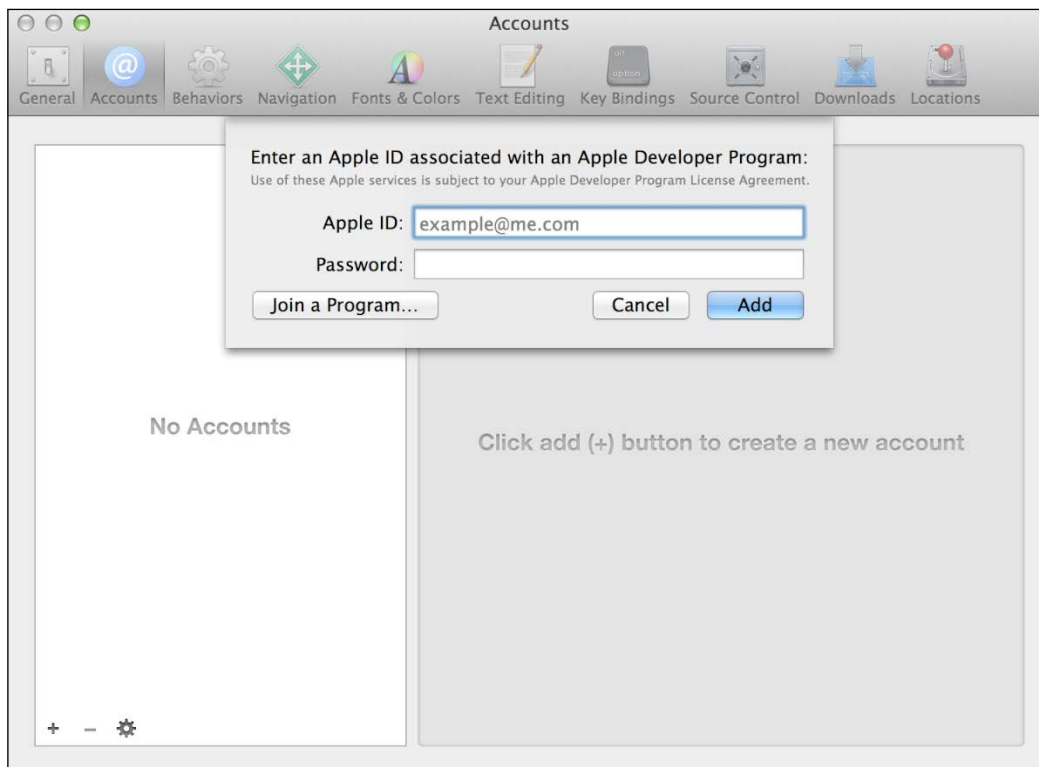 Accounts
General Accounts Behaviors Navigation Fonts & Colors Text Editing Key Bindings Source Control Downloads Locations
alt
option
Enter an Apple ID associated with an Apple Developer Program:
Use of these Apple services is subject to your Apple Developer Program License Agreement.
Apple ID: example@me.com
Password:
Join a Program... Cancel Add
No Accounts
Click add (+) button to create a new account